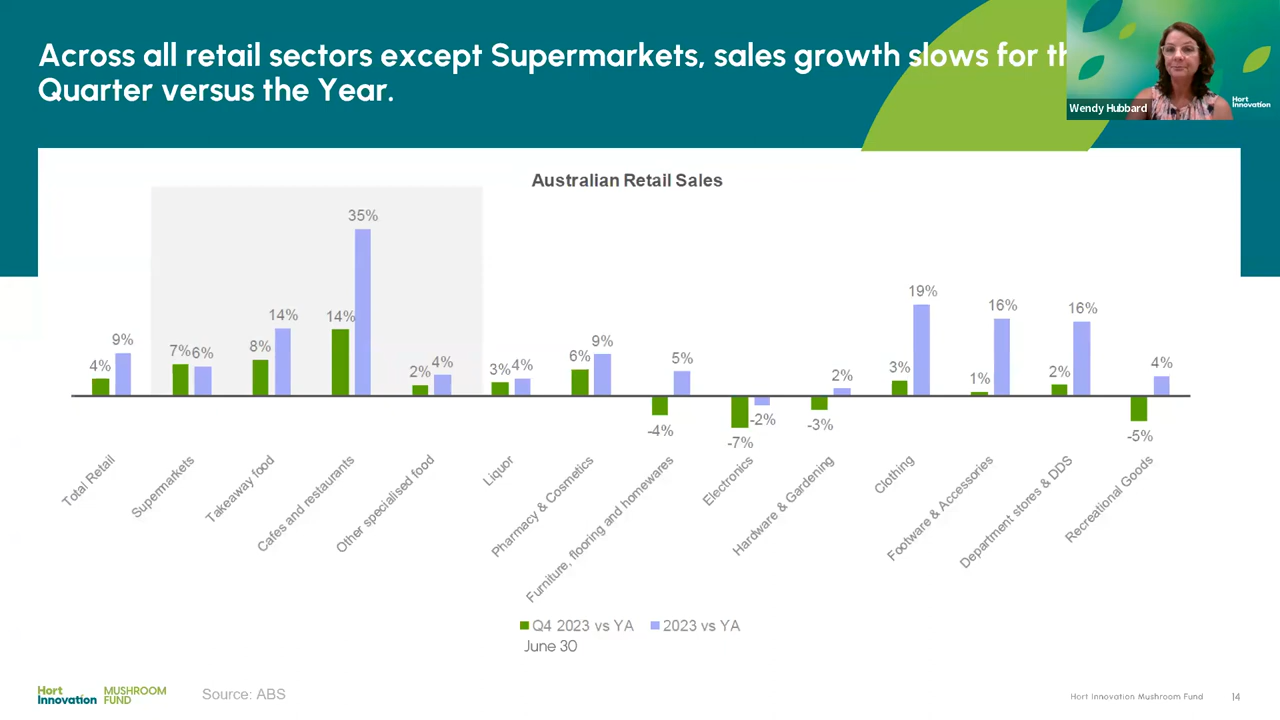 Across all retail sectors except Supermarkets, sales growth slows for
Quarter versus the Year.
Wendy Hubbard
Hort
Innovation
Australian Retail Sales
4%
9%
7%
6%
8%
14%
14%
35%
2%
4%
3%
4%
6%
9%
-4%
5%
-7%
-2%
-3%
2%
3%
19%
1%
16%
2%
16%
-5%
4%
Total Retail
Supermarkets
Takeaway food
Cafes and restaurants
Other specialised food
Liquor
Pharmacy & Cosmetics
Furniture, flooring and homewares
Electronics
Hardware & Gardening
Clothing
Footware & Accessories
Department stores & DDS
Recreational Goods
Q4 2023 vs YA
2023 vs YA
June 30
Hort
Innovation
MUSHROOM
FUND
Source: ABS
Hort Innovation Mushroom Fund
14